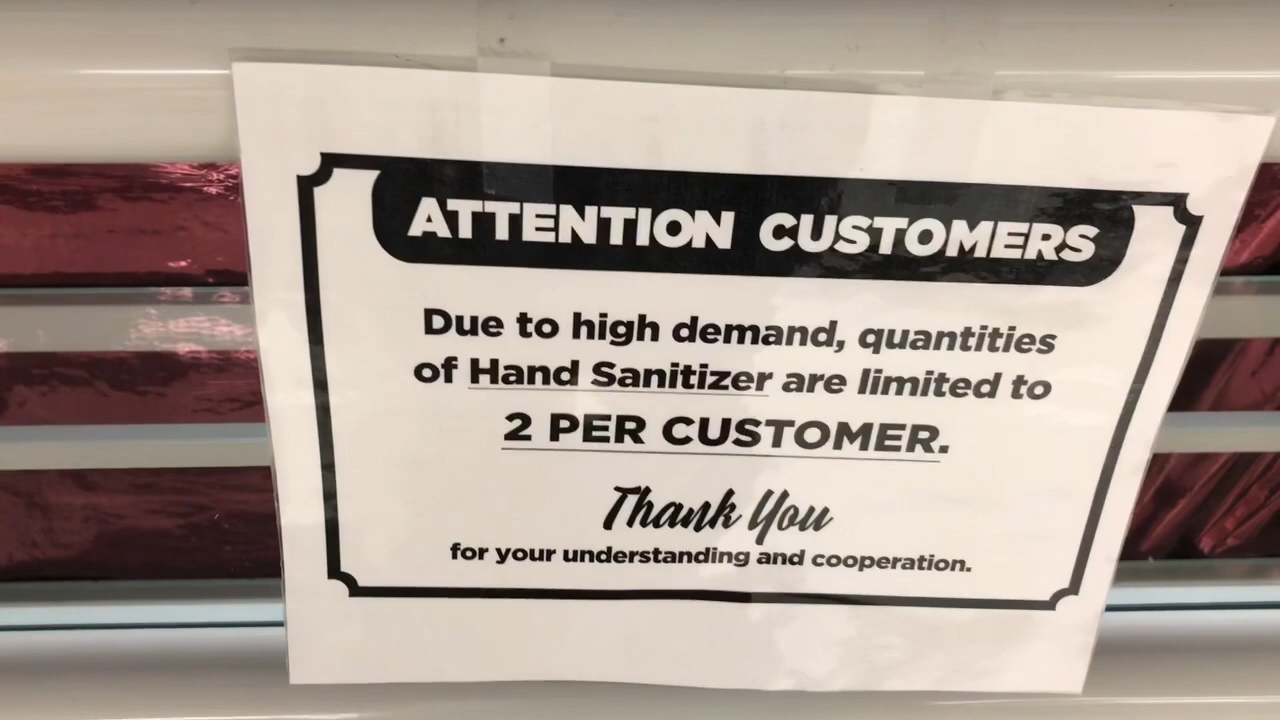 ATTENTION CUSTOMERS
Due to high demand, quantities
of Hand Sanitizer are limited to
2 PER CUSTOMER.
Thank You
for your understanding and cooperation.